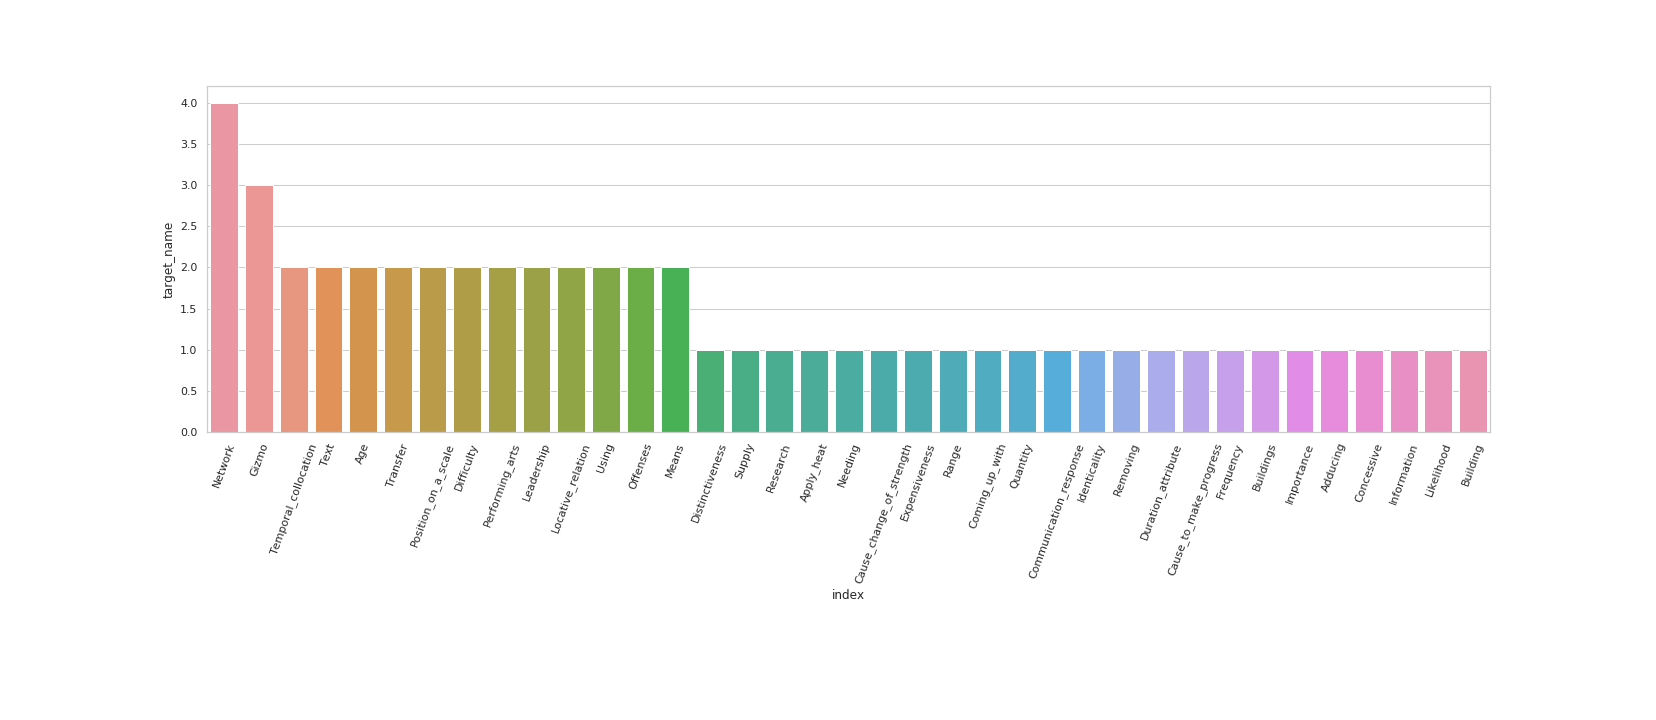 4.0
3.5
3.0
2.5
2.0
1.5
1.0
0.5
0.0
target_name
Network
Gizmo
Temporal_collocation
Text
Age
Transfer
Position_on_a_scale
Difficulty
Performing_arts
Leadership
Locative_relation
Using
Offenses
Means
Distinctiveness
Supply
Research
Apply_heat
Needing
Cause_change_of_strength
Expensiveness
Range
Coming_up_with
Quantity
Communication_response
Identicality
Removing
Duration_attribute
Cause_to_make_progress
Frequency
Buildings
Importance
Adducing
Concessive
Information
Likelihood
Building
index